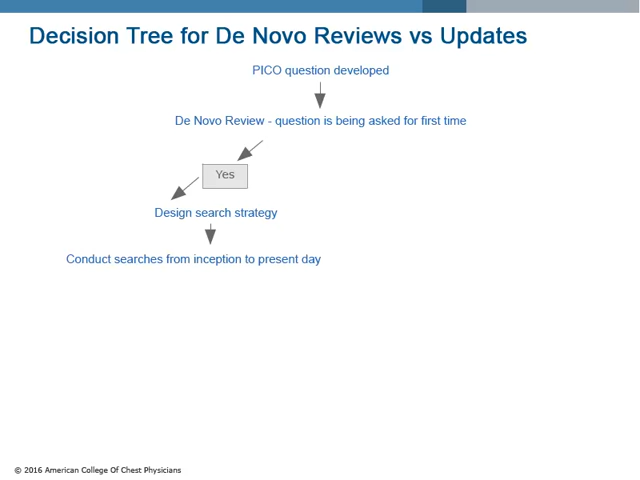 Decision Tree for De Novo Reviews vs Updates
PICO question developed
De Novo Review - question is being asked for first time
Yes
Design search strategy
Conduct searches from inception to present day
© 2016 American College Of Chest Physicians